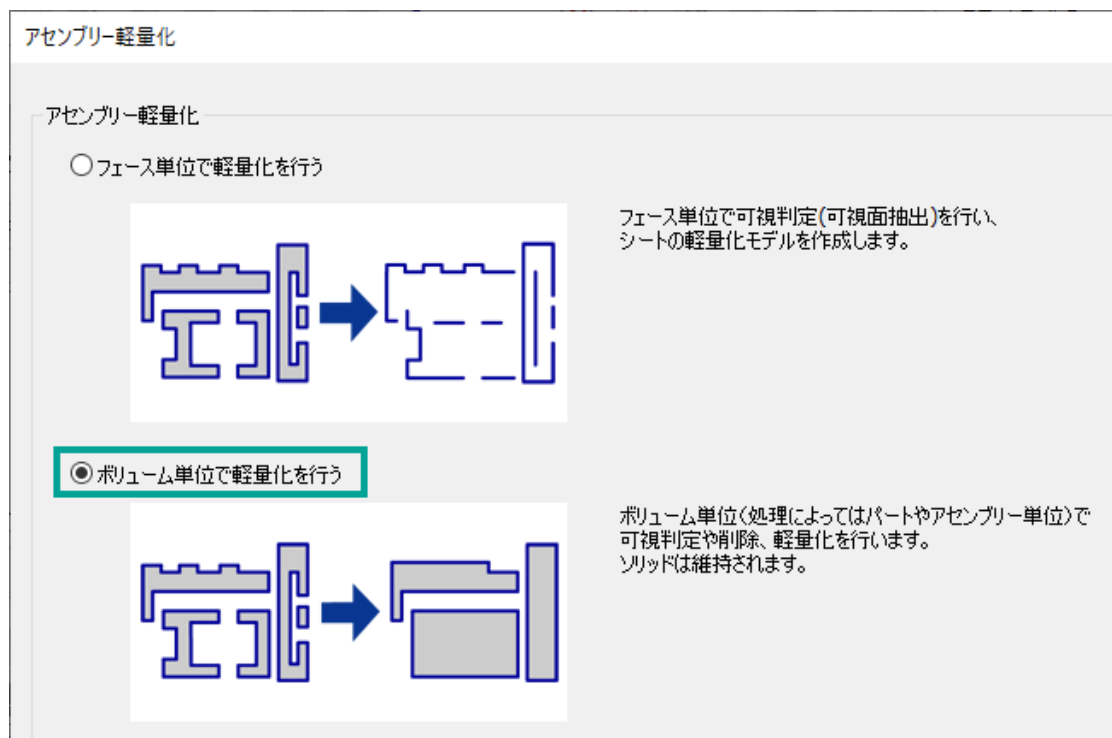 アセンブリー軽量化
アセンブリー軽量化
フェース単位で軽量化を行う
フェース単位で可視判定(可視面抽出)を行い、
シートの軽量化モデルを作成します。
ボリューム単位で軽量化を行う
ボリューム単位(処理によってはパートやアセンブリー単位)で
可視判定や削除、軽量化を行います。
ソリッドは維持されます。